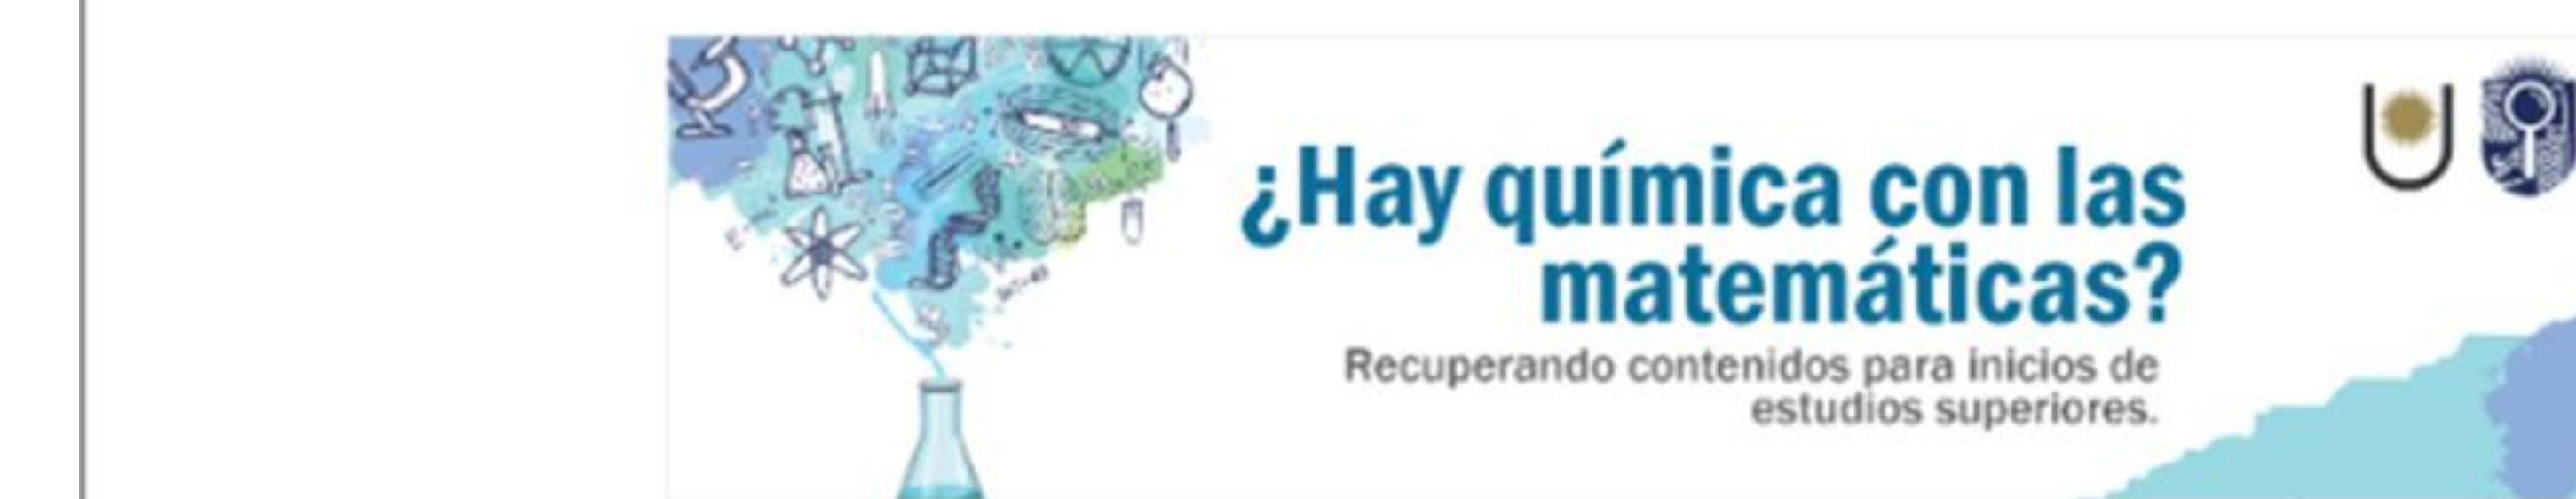 ¿Hay química con las
matemáticas?
Recuperando contenidos para inicios de
estudios superiores.